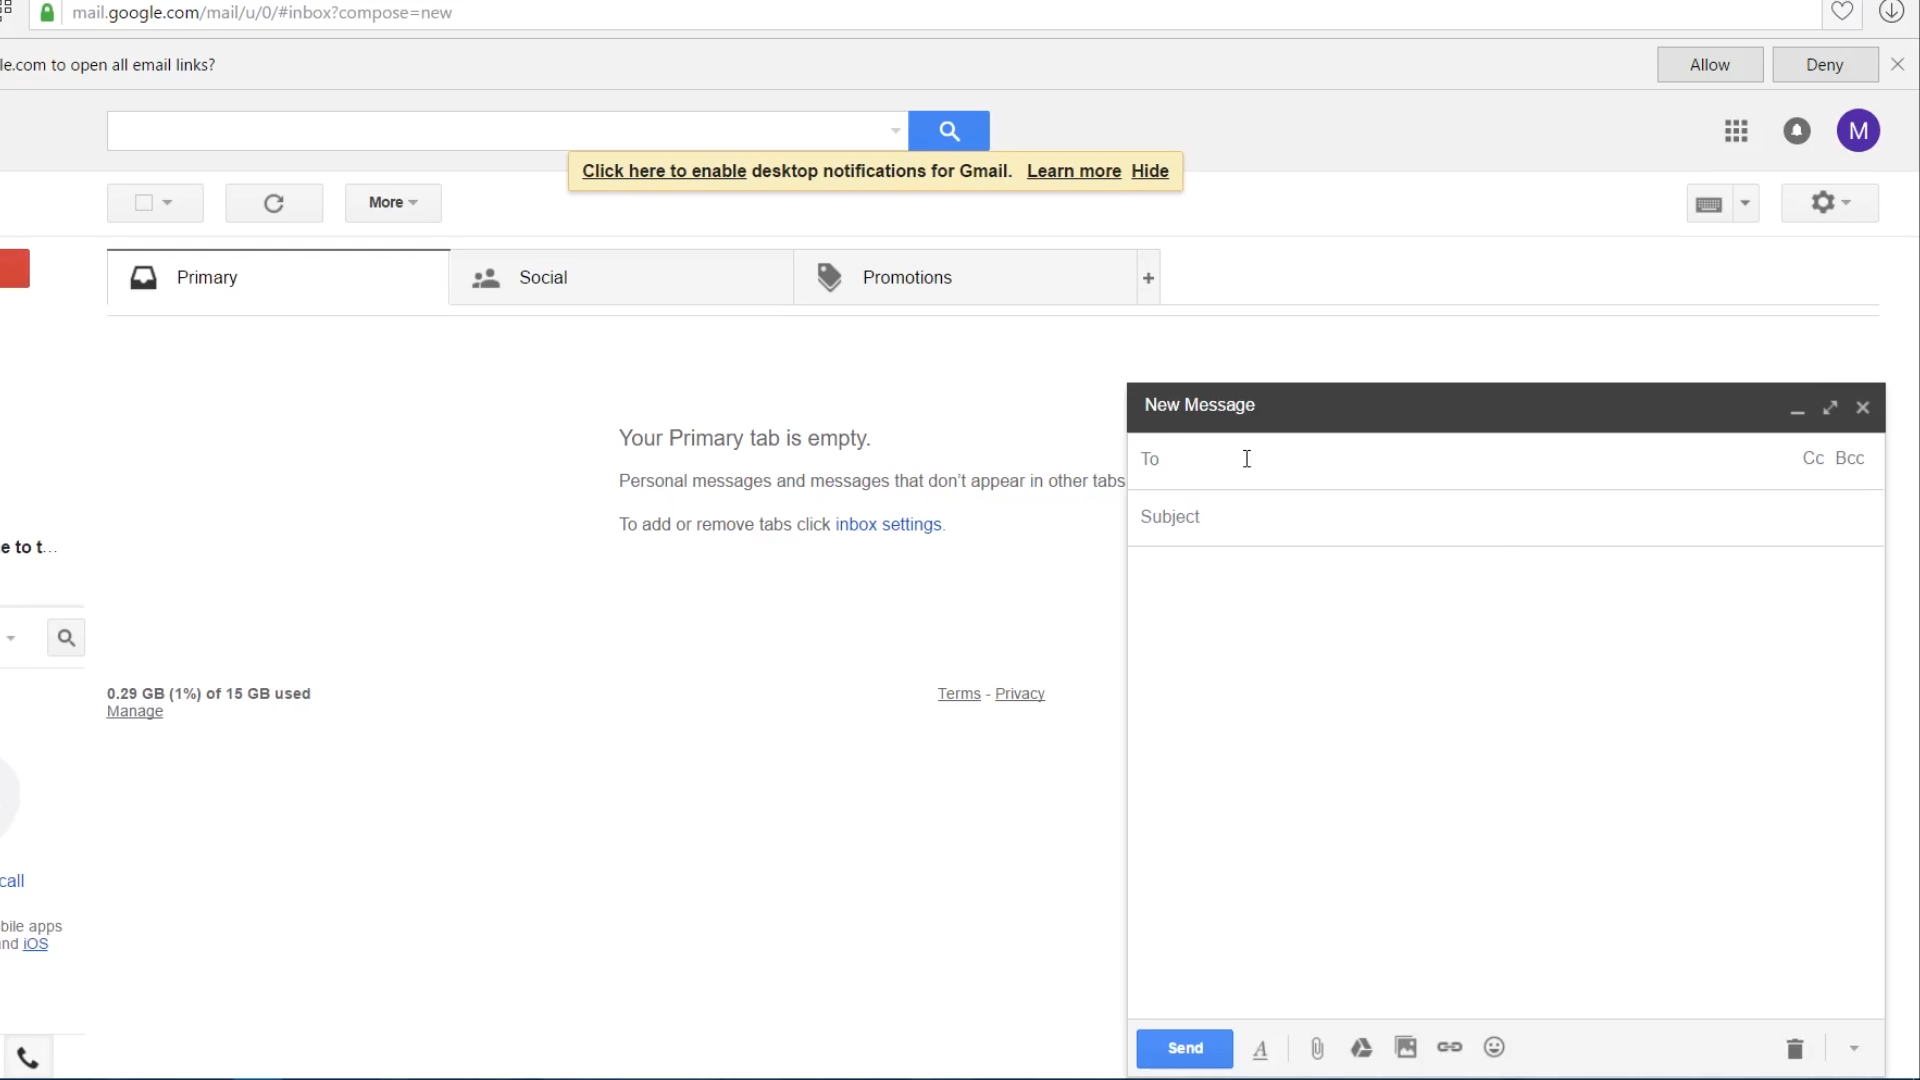 mail.google.com/mail/u/0/#inbox?compose=new
le.com to open all email links?
Allow
Deny
M
Click here to enable desktop notifications for Gmail. Learn more Hide
More
Primary
Social
Promotions
+
New Message
Your Primary tab is empty.
To
Cc Bcc
Personal messages and messages that don't appear in other tabs
Subject
To add or remove tabs click inbox settings.
e to t...
0.29 GB (1%) of 15 GB used
Manage
Terms - Privacy
call
bile apps
and iOS
Send
A